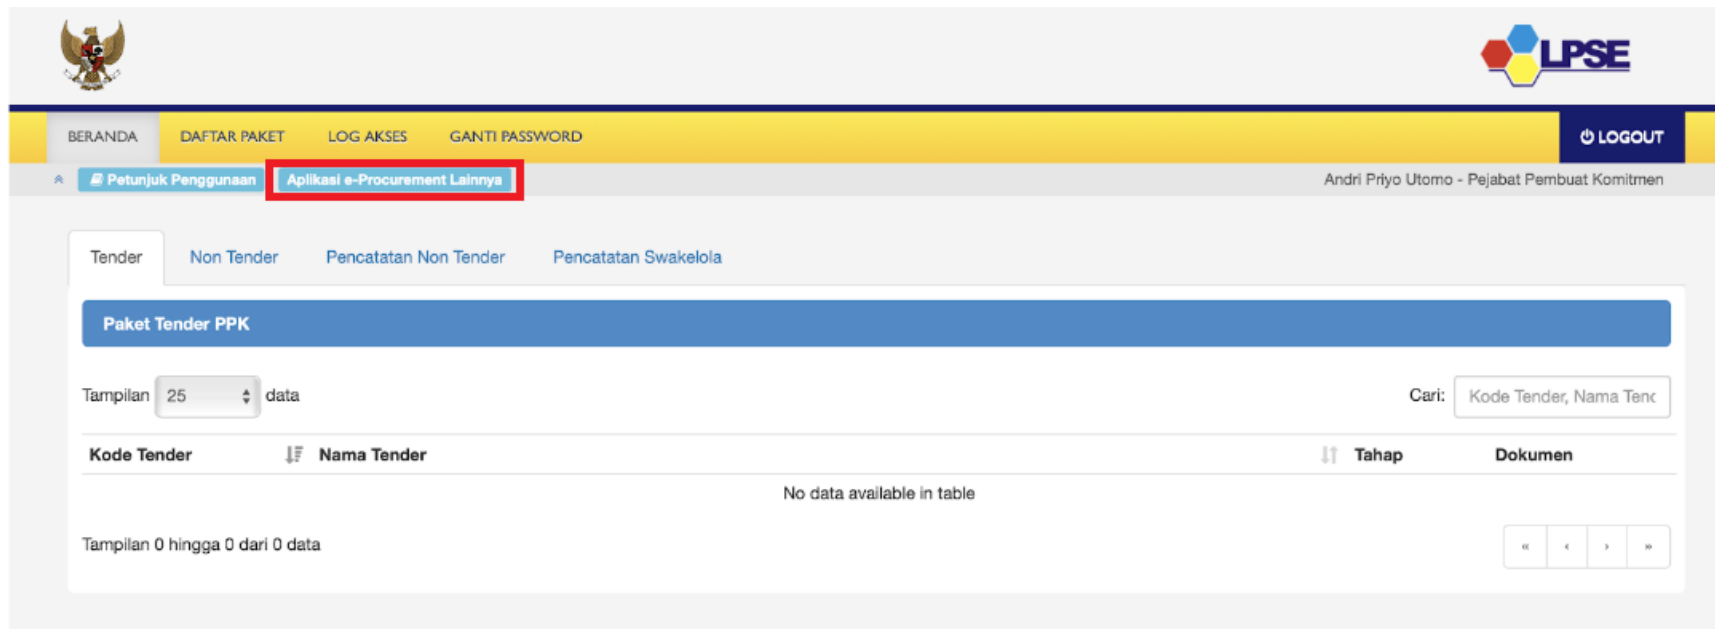 LPSE
BERANDA DAFTAR PAKET LOG AKSES GANTI PASSWORD LOGOUT
Petunjuk Penggunaan Aplikasi e-Procurement Lainnya Andri Priyo Utomo - Pejabat Pembuat Komitmen
Tender Non Tender Pencatatan Non Tender Pencatatan Swakelola
Paket Tender PPK
Tampilan 25 data Cari: Kode Tender, Nama Tend
Kode Tender Nama Tender Tahap Dokumen
No data available in table
Tampilan 0 hingga 0 dari 0 data « ‹ › »